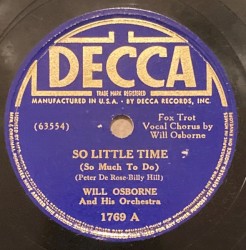 DECCA
TRADE MARK REGISTERED
MANUFACTURED IN U.S.A. BY DECCA RECORDS, INC.
(63554)
Fox Trot
Vocal Chorus by
Will Osborne
SO LITTLE TIME
(So Much To Do)
(Peter De Rose-Billy Hill)
WILL OSBORNE
And His Orchestra
1769 A